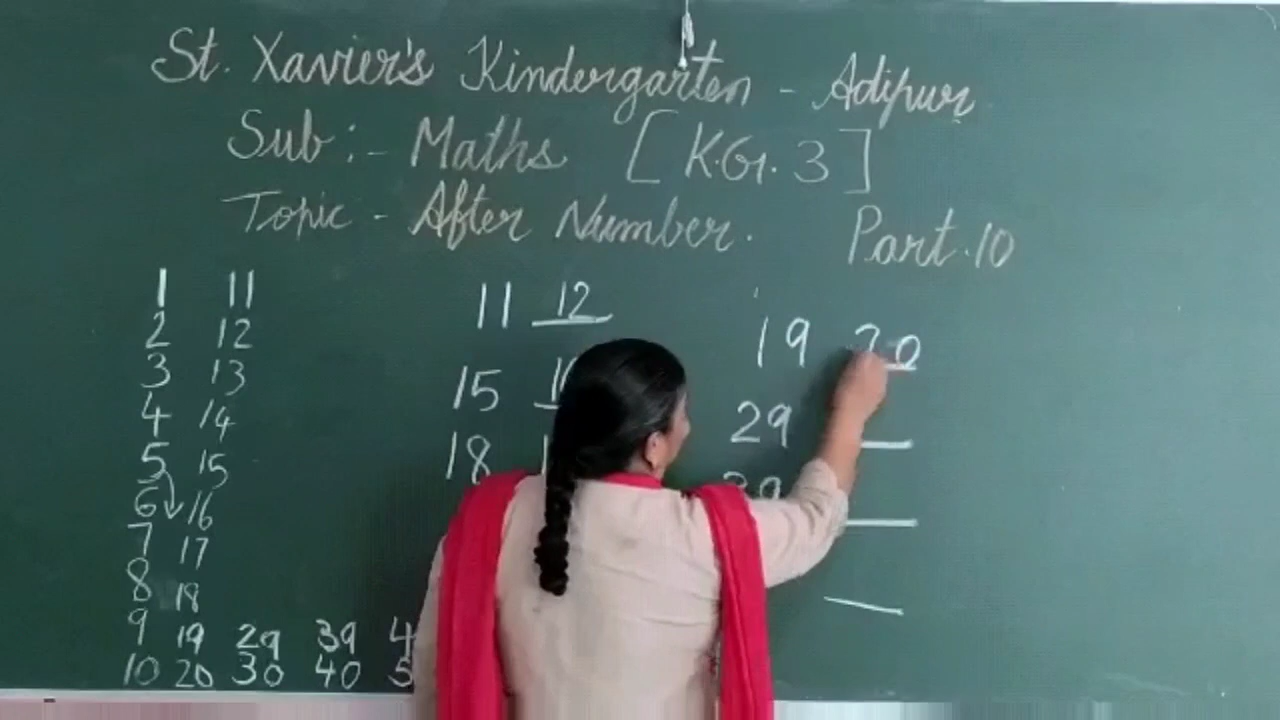 St. Xavier's Kindergarten - Adipur
Sub :- Maths [K.G. 3]
Topic - After Number. Part.10
1 11
2 12
3 13
4 14
5 15
6 16
7 17
8 18
9 19 29 39
10 20 30 40
11 12
15
18
19 20
29
39